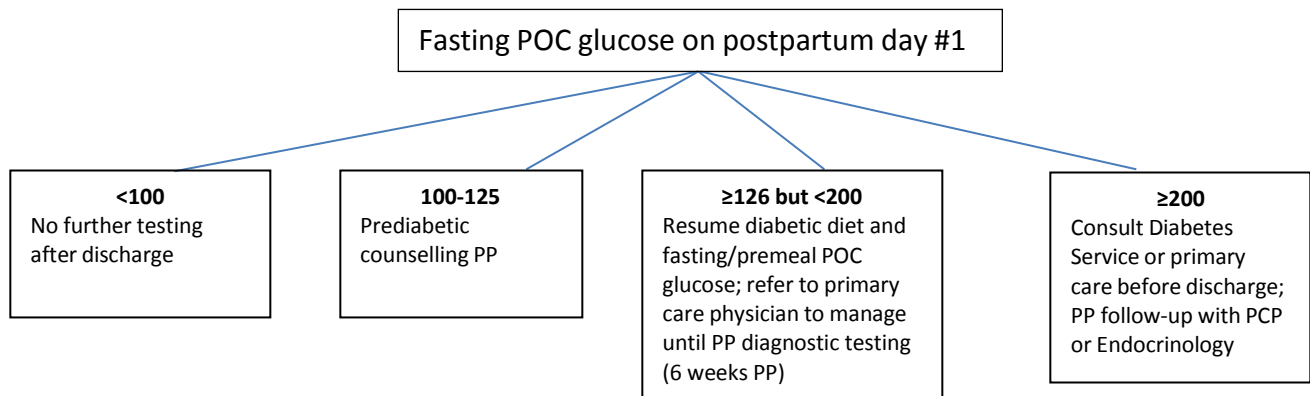 Fasting POC glucose on postpartum day #1
<100
No further testing
after discharge
100-125
Prediabetic
counselling PP
≥126 but <200
Resume diabetic diet and
fasting/premeal POC
glucose; refer to primary
care physician to manage
until PP diagnostic testing
(6 weeks PP)
≥200
Consult Diabetes
Service or primary
care before discharge;
PP follow-up with PCP
or Endocrinology